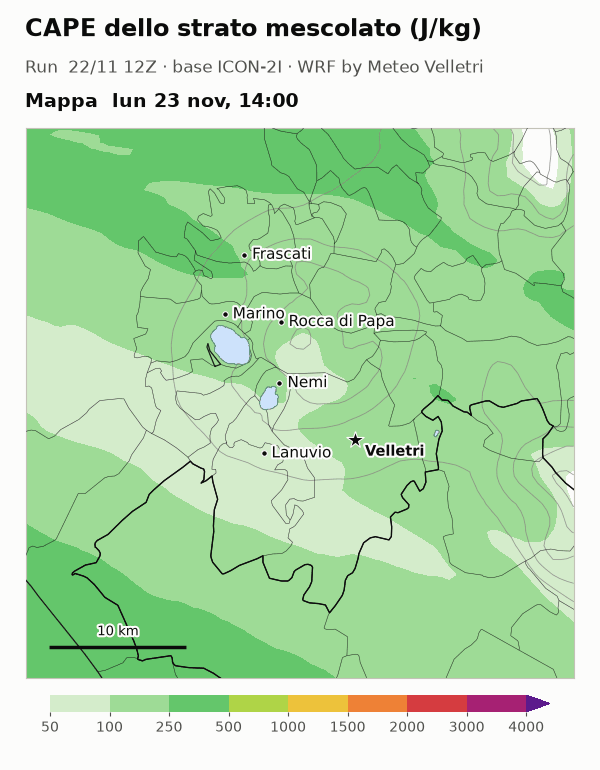 CAPE dello strato mescolato (J/kg)
Run  22/11 12Z · base ICON-2I · WRF by Meteo Velletri
Mappa  lun 23 nov, 14:00
Frascati
Marino
Rocca di Papa
Nemi
Velletri
Lanuvio
10 km
50 100 250 500 1000 1500 2000 3000 4000